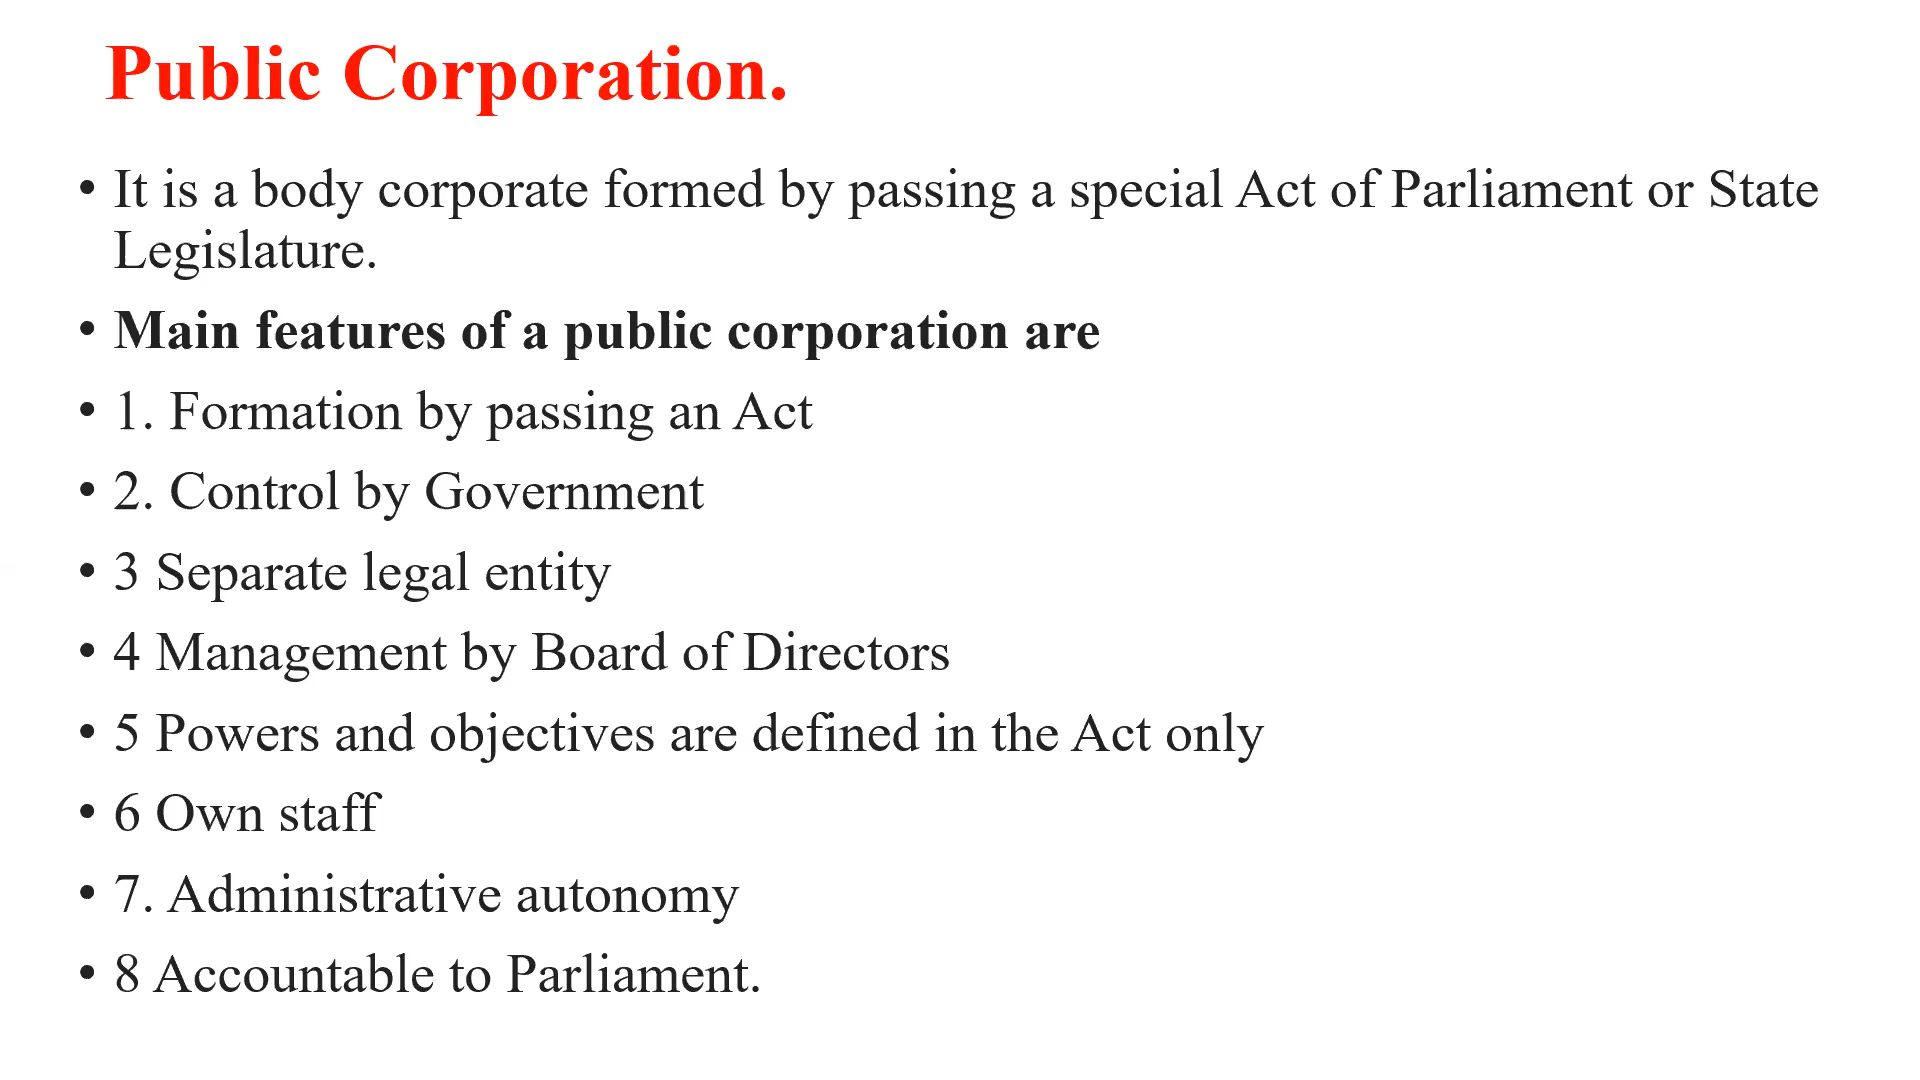 Public Corporation.
• It is a body corporate formed by passing a special Act of Parliament or State
Legislature.
• Main features of a public corporation are
• 1. Formation by passing an Act
• 2. Control by Government
• 3 Separate legal entity
• 4 Management by Board of Directors
• 5 Powers and objectives are defined in the Act only
• 6 Own staff
• 7. Administrative autonomy
• 8 Accountable to Parliament.